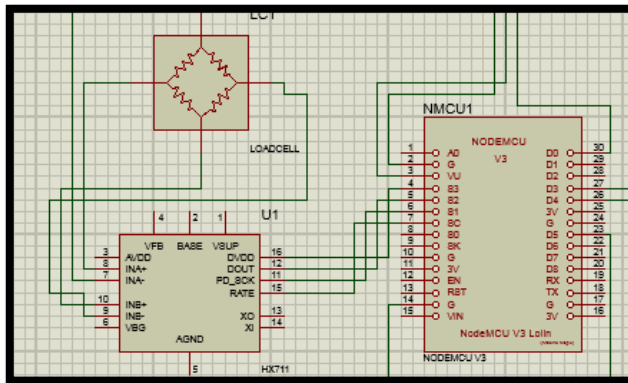 LC1
LOADCELL
U1
4 2 1
VFB BASE VSUP
3 AVDD DVDD 16
8 INA+ DOUT 12
7 INA- PD_SCK 11
RATE 15
10 INB+
9 INB- XO 13
6 VBG XI 14
AGND
5
HX711
NMCU1
NODEMCU
V3
1 A0 D0 30
2 G D1 29
3 VU D2 28
4 S3 D3 27
5 S2 D4 26
6 S1 3V 25
7 SC G 24
8 S0 D5 23
9 SK D6 22
10 G D7 21
11 3V D8 20
12 EN RX 19
13 RST TX 18
14 G G 17
15 VIN 3V 16
NodeMCU V3 Lolin
NODEMCU V3